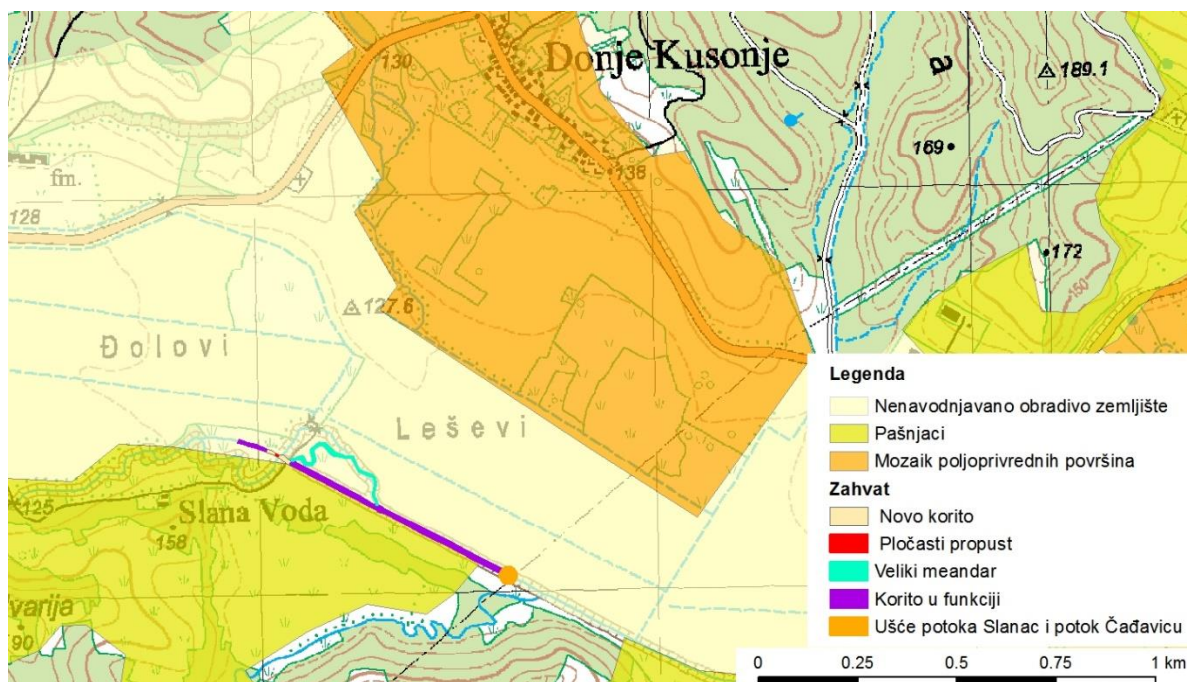 130
Donje Kusonje
a
189.1
169
fm.
138
128
172
127.6
150
Đolovi
Leševi
125
Slana Voda
158
varija
90
Legenda
Nenavodnjavano obradivo zemljište
Pašnjaci
Mozaik poljoprivrednih površina
Zahvat
Novo korito
Pločasti propust
Veliki meandar
Korito u funkciji
Ušće potoka Slanac i potok Čađavicu
0 0.25 0.5 0.75 1 km